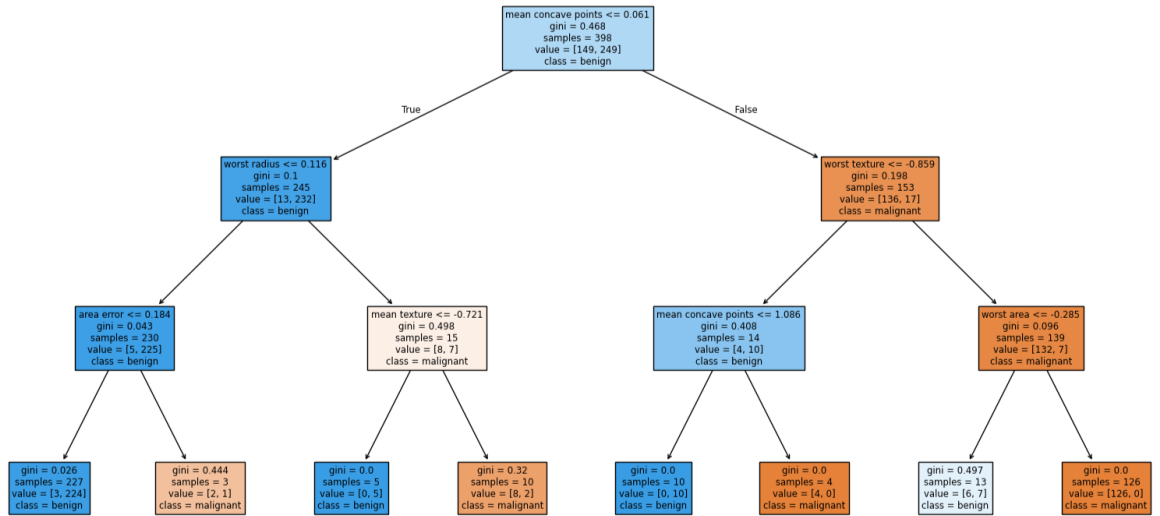 mean concave points <= 0.061
gini = 0.468
samples = 398
value = [149, 249]
class = benign
True
False
worst radius <= 0.116
gini = 0.1
samples = 245
value = [13, 232]
class = benign
worst texture <= -0.859
gini = 0.198
samples = 153
value = [136, 17]
class = malignant
area error <= 0.184
gini = 0.043
samples = 230
value = [5, 225]
class = benign
mean texture <= -0.721
gini = 0.498
samples = 15
value = [8, 7]
class = malignant
mean concave points <= 1.086
gini = 0.408
samples = 14
value = [4, 10]
class = benign
worst area <= -0.285
gini = 0.096
samples = 139
value = [132, 7]
class = malignant
gini = 0.026
samples = 227
value = [3, 224]
class = benign
gini = 0.444
samples = 3
value = [2, 1]
class = malignant
gini = 0.0
samples = 5
value = [0, 5]
class = benign
gini = 0.32
samples = 10
value = [8, 2]
class = malignant
gini = 0.0
samples = 10
value = [0, 10]
class = benign
gini = 0.0
samples = 4
value = [4, 0]
class = malignant
gini = 0.497
samples = 13
value = [6, 7]
class = benign
gini = 0.0
samples = 126
value = [126, 0]
class = malignant